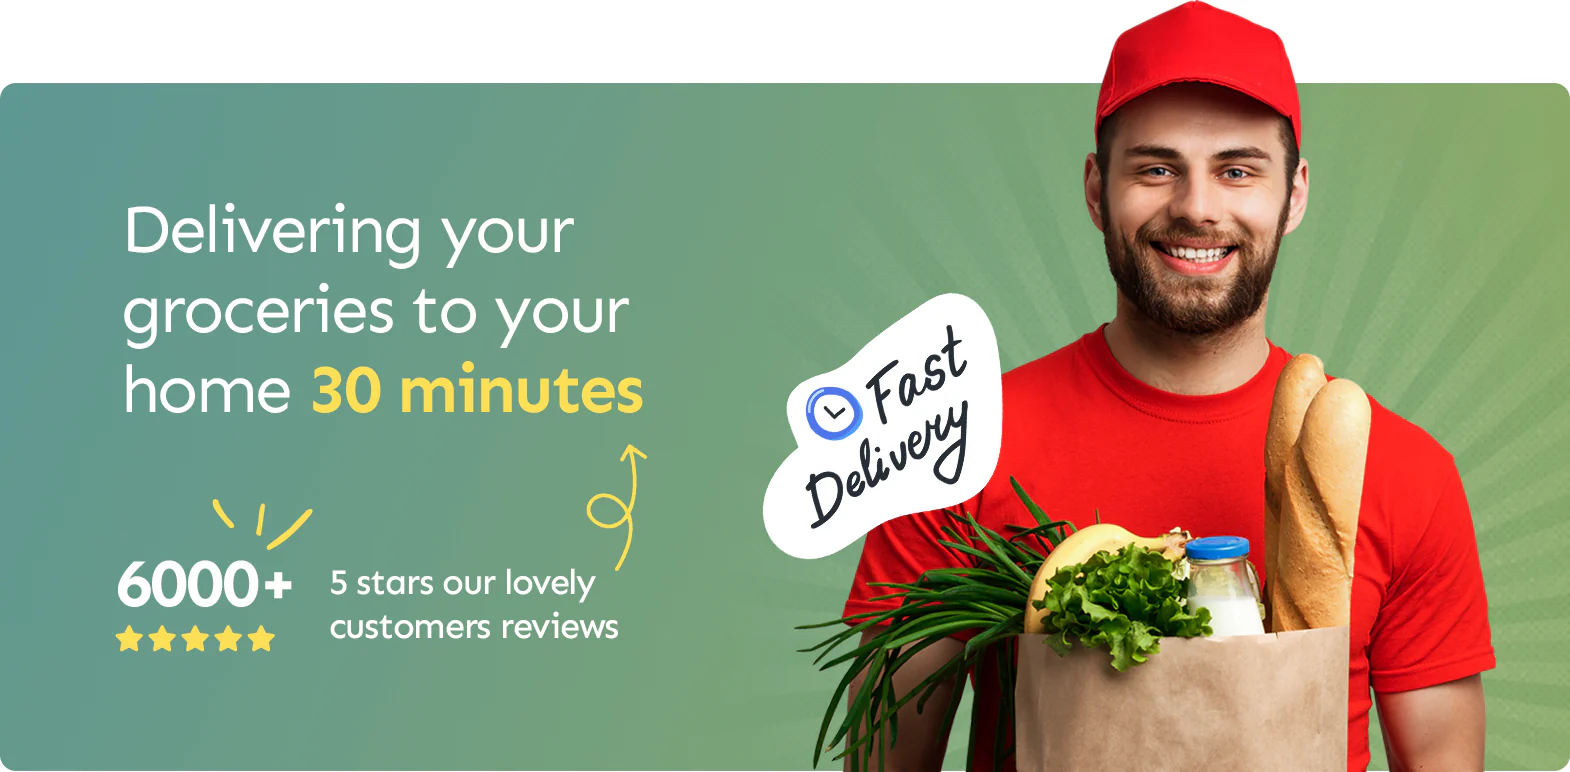 Delivering your
groceries to your
home 30 minutes
6000+
5 stars our lovely
customers reviews
Fast
Delivery